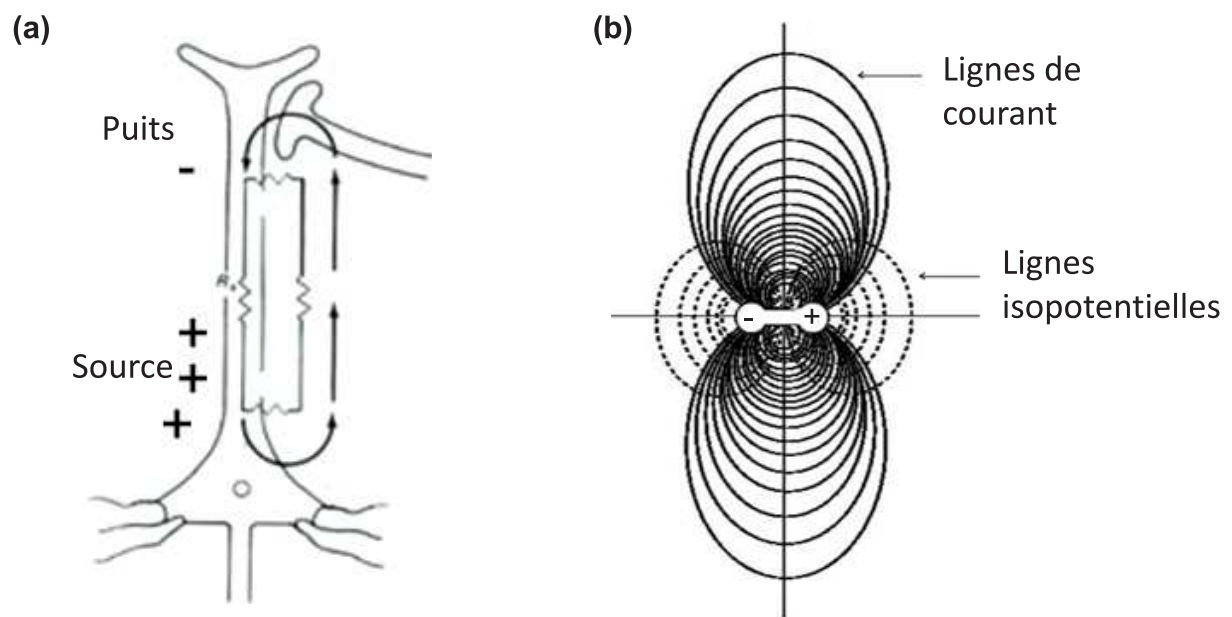 (a)
Puits
-
+
Source
+
+
(b)
Lignes de
courant
Lignes
isopotentielles
-
+